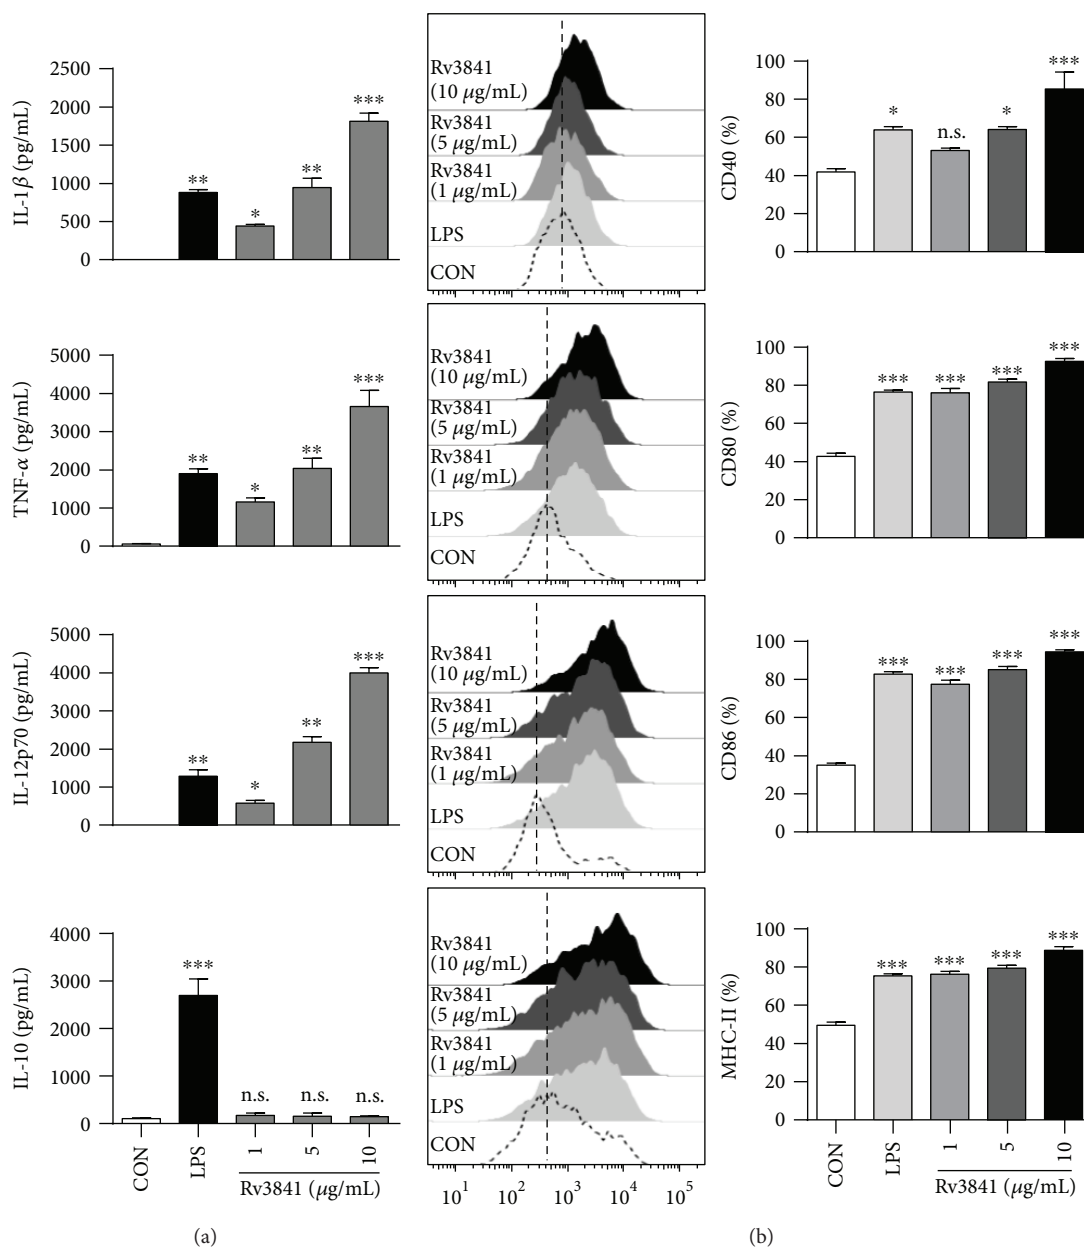 2500
2000
1500
1000
500
0
IL-1β (pg/mL)
**
*
**
***
5000
4000
3000
2000
1000
0
TNF-α (pg/mL)
**
*
**
***
5000
4000
3000
2000
1000
0
IL-12p70 (pg/mL)
**
*
**
***
4000
3000
2000
1000
0
IL-10 (pg/mL)
***
n.s.
n.s.
n.s.
CON
LPS
1
5
10
Rv3841 (μg/mL)
(a)
Rv3841
(10 μg/mL)
Rv3841
(5 μg/mL)
Rv3841
(1 μg/mL)
LPS
CON
Rv3841
(10 μg/mL)
Rv3841
(5 μg/mL)
Rv3841
(1 μg/mL)
LPS
CON
Rv3841
(10 μg/mL)
Rv3841
(5 μg/mL)
Rv3841
(1 μg/mL)
LPS
CON
Rv3841
(10 μg/mL)
Rv3841
(5 μg/mL)
Rv3841
(1 μg/mL)
LPS
CON
10¹ 10² 10³ 10⁴ 10⁵
100
80
60
40
20
0
CD40 (%)
*
n.s.
*
***
100
80
60
40
20
0
CD80 (%)
***
***
***
***
100
80
60
40
20
0
CD86 (%)
***
***
***
***
100
80
60
40
20
0
MHC-II (%)
***
***
***
***
CON
LPS
1
5
10
Rv3841 (μg/mL)
(b)